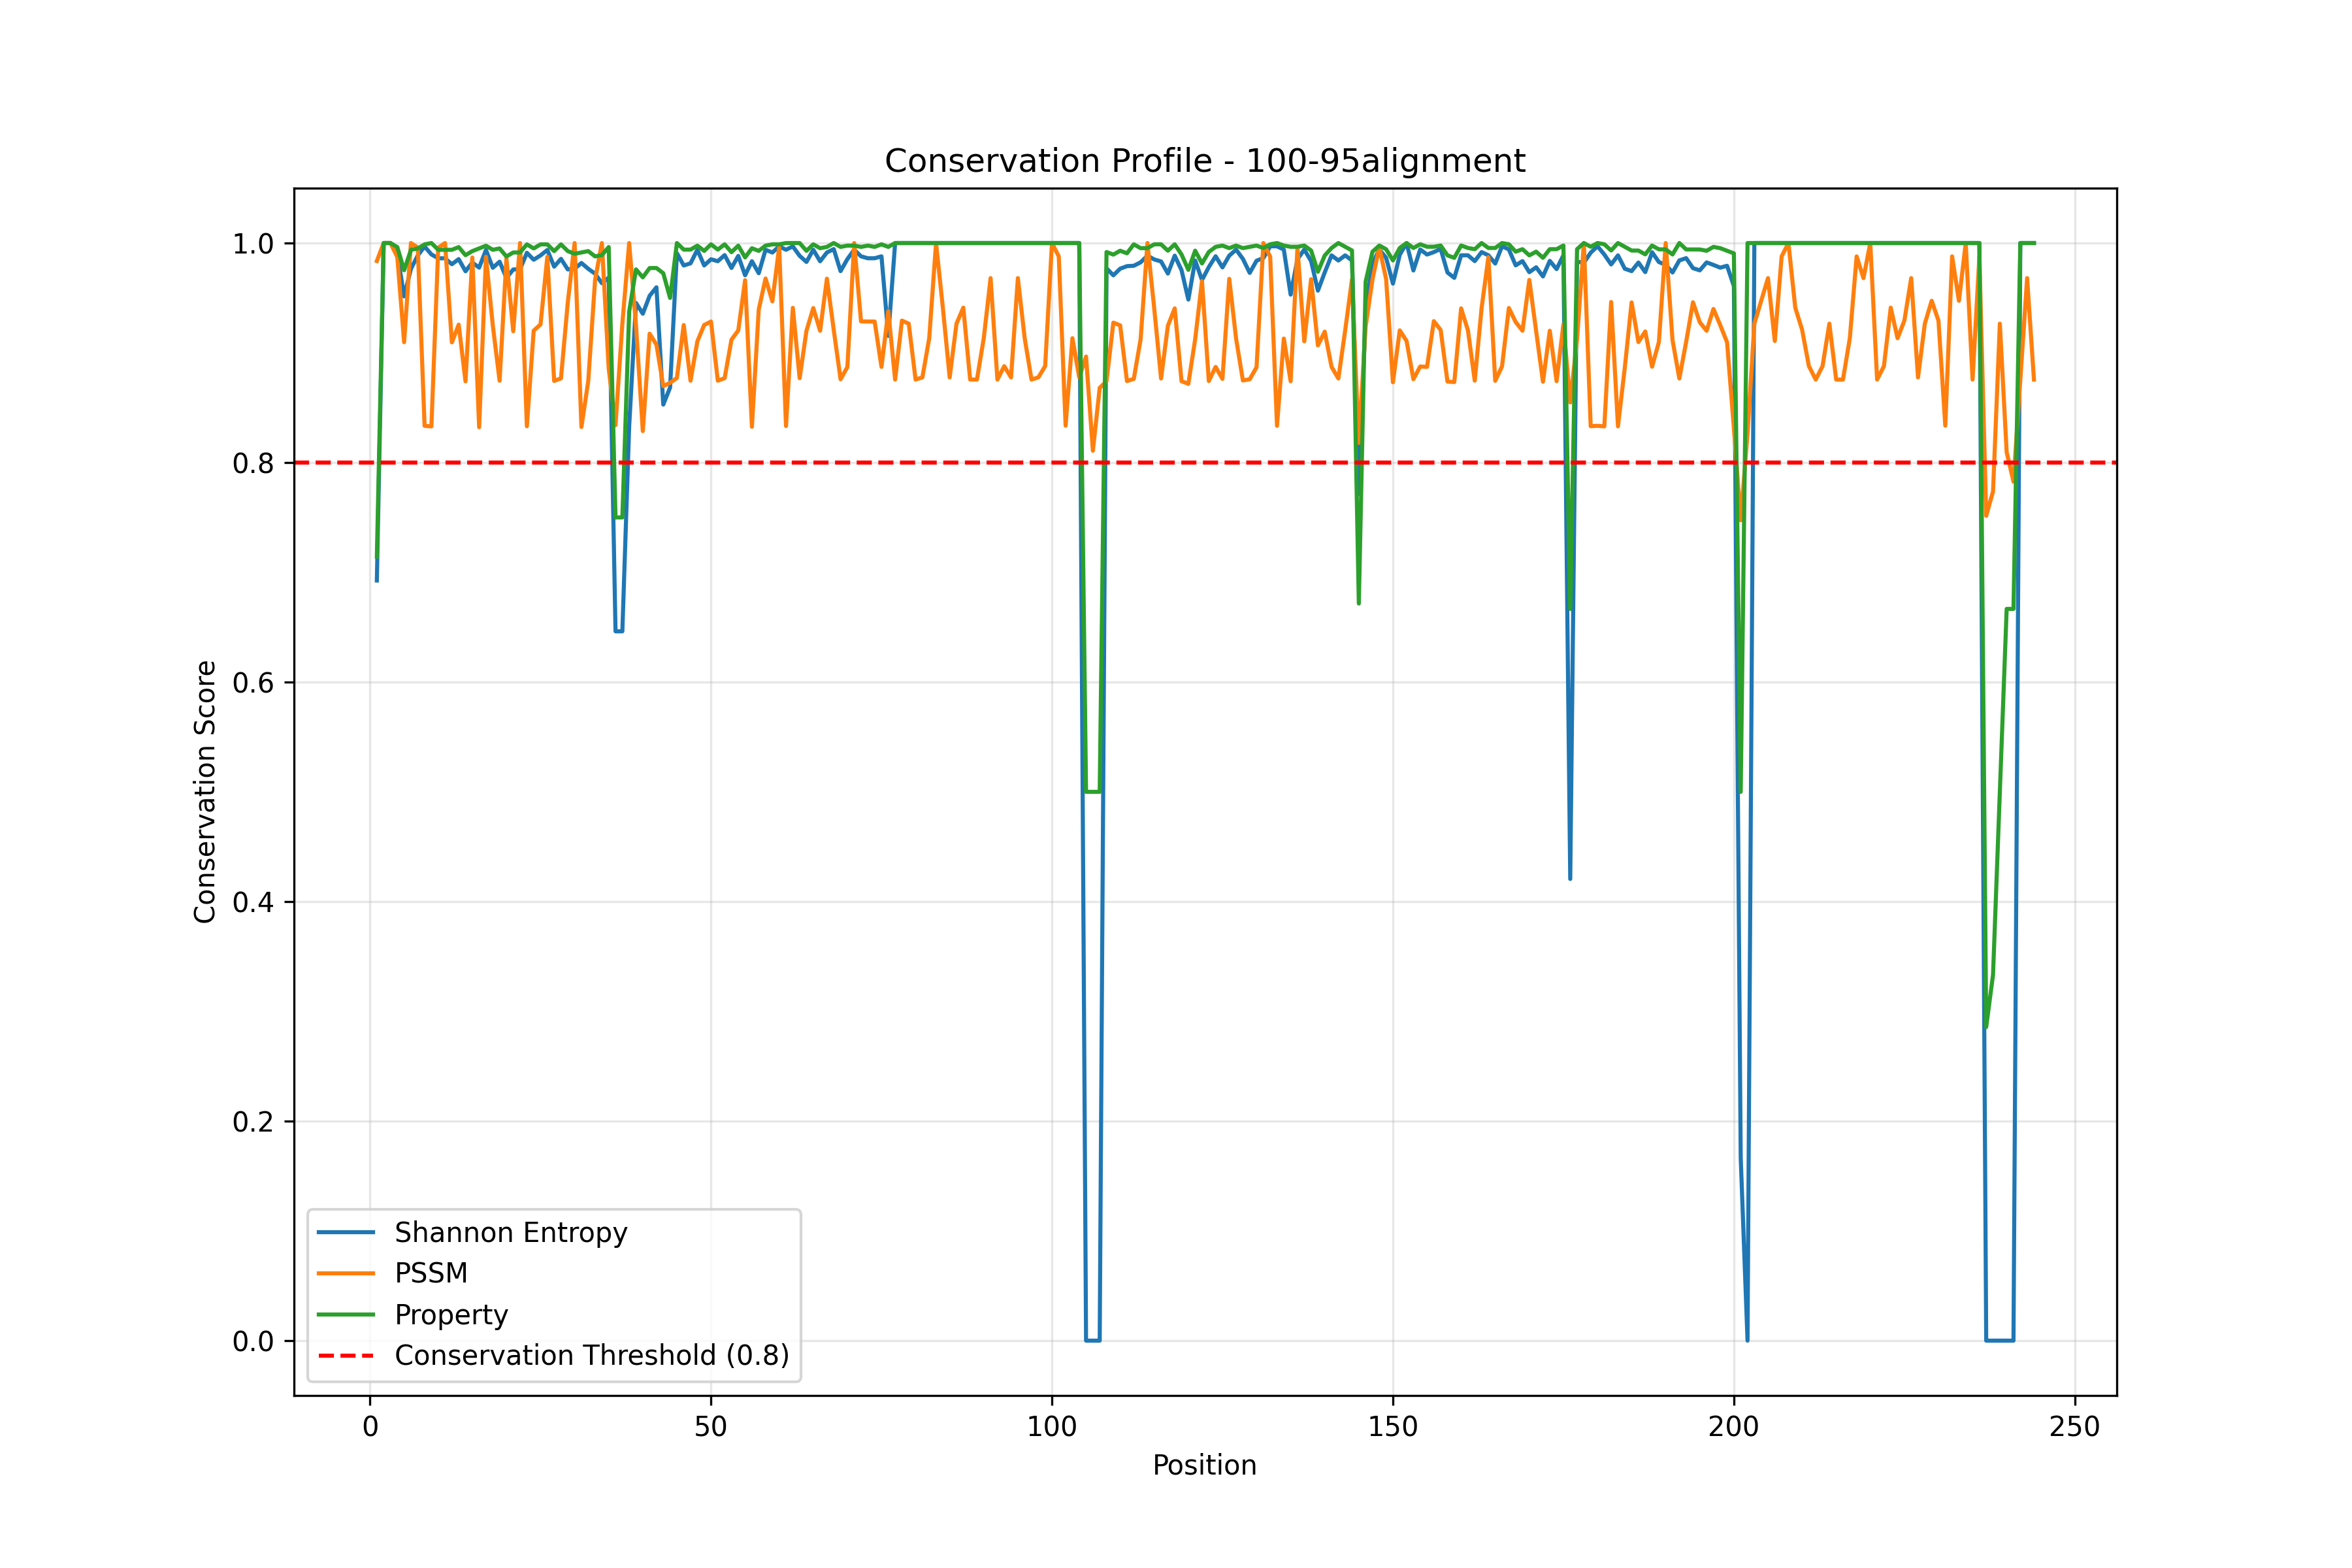 Conservation Profile - 100-95alignment
1.0
0.8
0.6
0.4
0.2
0.0
Conservation Score
Shannon Entropy
PSSM
Property
Conservation Threshold (0.8)
0 50 100 150 200 250
Position